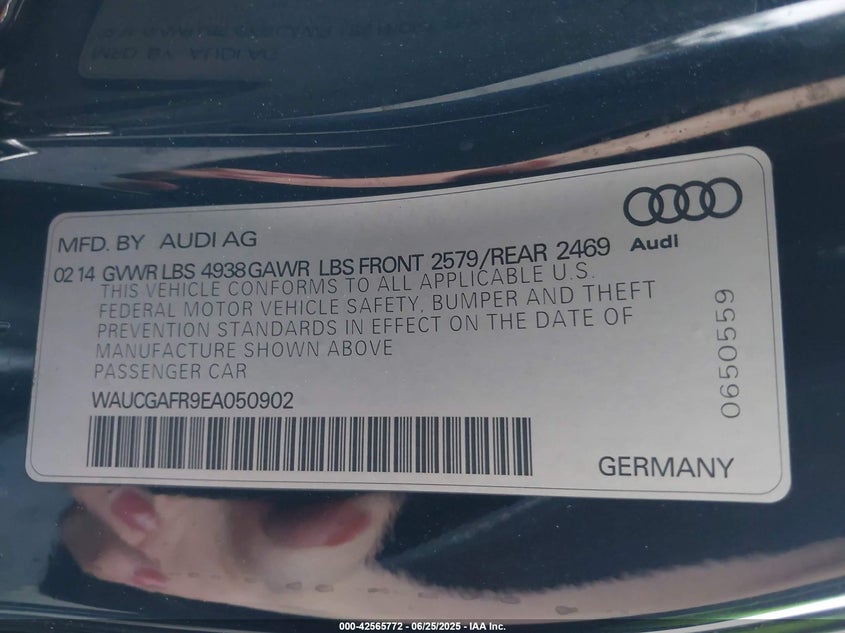 MFD. BY AUDI AG
Audi
02 14 GVWR LBS 4938 GAWR LBS FRONT 2579/REAR 2469
THIS VEHICLE CONFORMS TO ALL APPLICABLE U.S.
FEDERAL MOTOR VEHICLE SAFETY, BUMPER AND THEFT
PREVENTION STANDARDS IN EFFECT ON THE DATE OF
MANUFACTURE SHOWN ABOVE
PASSENGER CAR
WAUCGAFR9EA050902
0650559
GERMANY
000-42565772 - 06/25/2025 - IAA Inc.